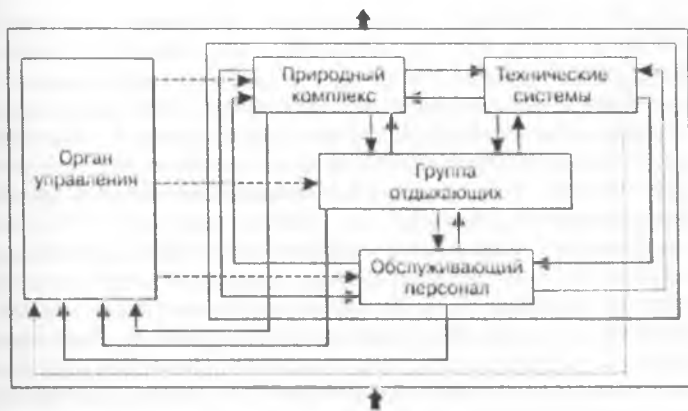 Природный
комплекс
Технические
системы
Орган
управления
Группа
отдыхающих
Обслуживающий
персонал